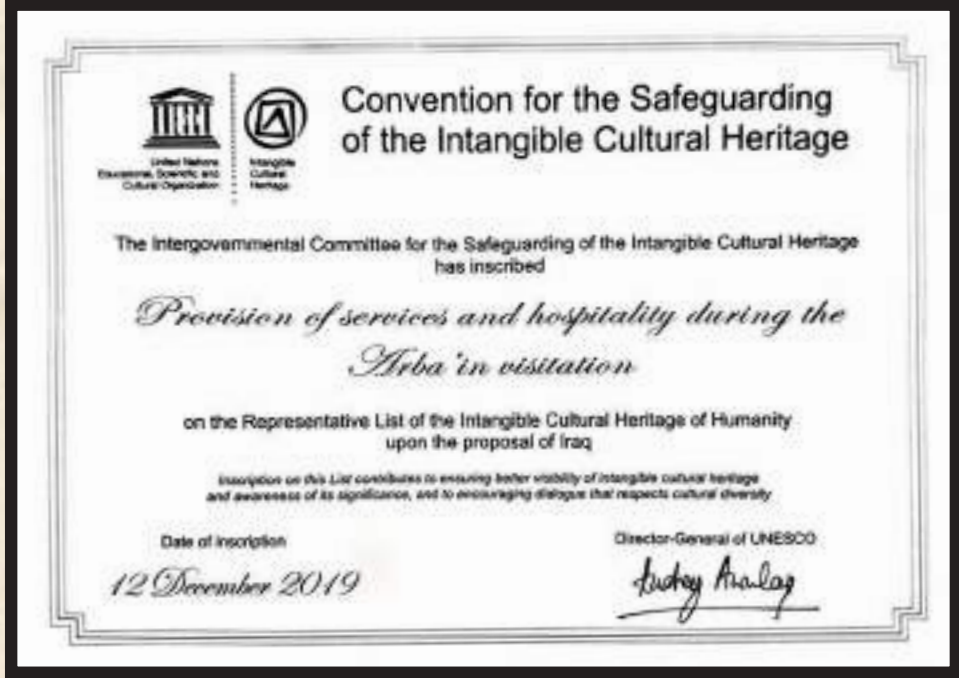 Convention for the Safeguarding
of the Intangible Cultural Heritage
United Nations
Educational, Scientific and
Cultural Organization
Intangible
Cultural
Heritage
The Intergovernmental Committee for the Safeguarding of the Intangible Cultural Heritage
has inscribed
Provision of services and hospitality during the
Arba'in visitation
on the Representative List of the Intangible Cultural Heritage of Humanity
upon the proposal of Iraq
Inscription on this List contributes to ensuring better visibility of intangible cultural heritage
and awareness of its significance, and to encouraging dialogue that respects cultural diversity
Date of inscription
12 December 2019
Director-General of UNESCO